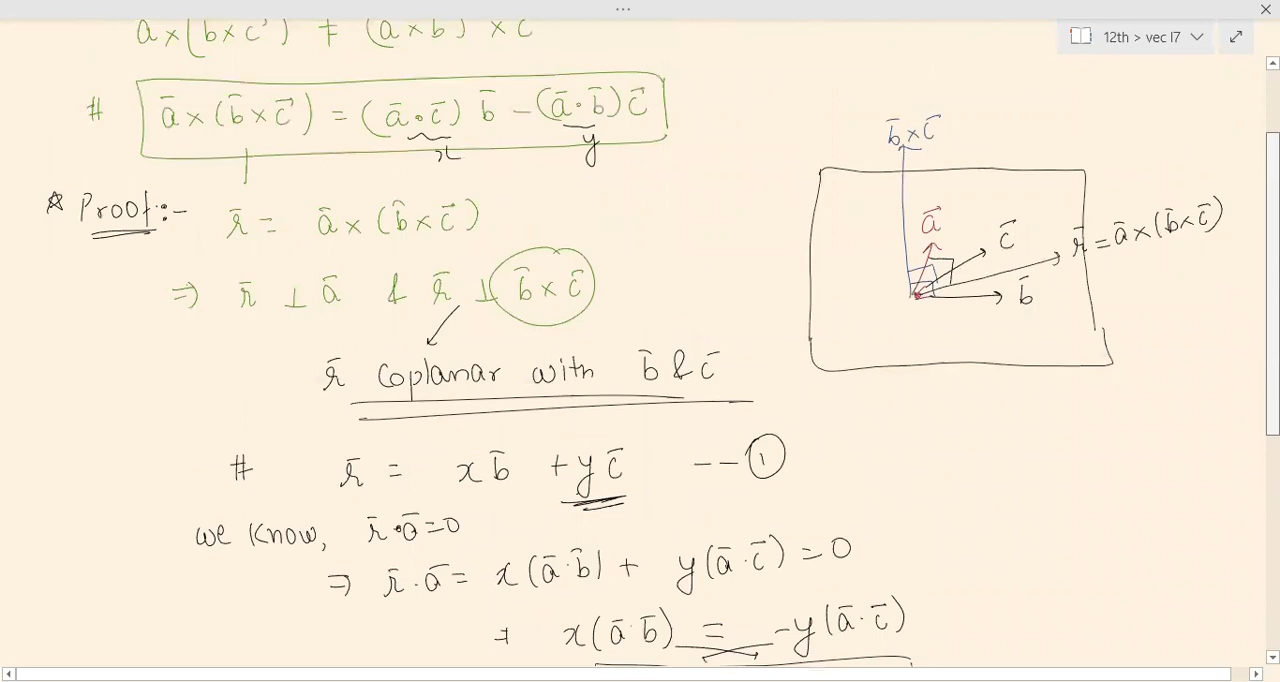 12th > vec l7
a̅×(b̅×c̅) ≠ (a̅×b̅) ×c̅
# a̅×(b̅×c⃗) = (a̅·c⃗) b̅ −(a̅·b̅)c⃗
x y
☆ Proof:- r̅ = a̅×(b̅×c⃗)
⇒ r̅ ⊥ a̅ & r̅ ⊥ b̅×c̅
r̅ coplanar with b̅ & c̅
# r̅ = x b̅ + y c̅ --①
we know, r̅·a̅=0
⇒ r̅.a̅ = x(a̅.b̅) + y(a̅.c̅) = 0
⇒ x(a̅.b̅) = -y(a̅.c̅)
b̅×c⃗
a⃗
c⃗
r̅ = a̅×(b̅×c̅)
b̅